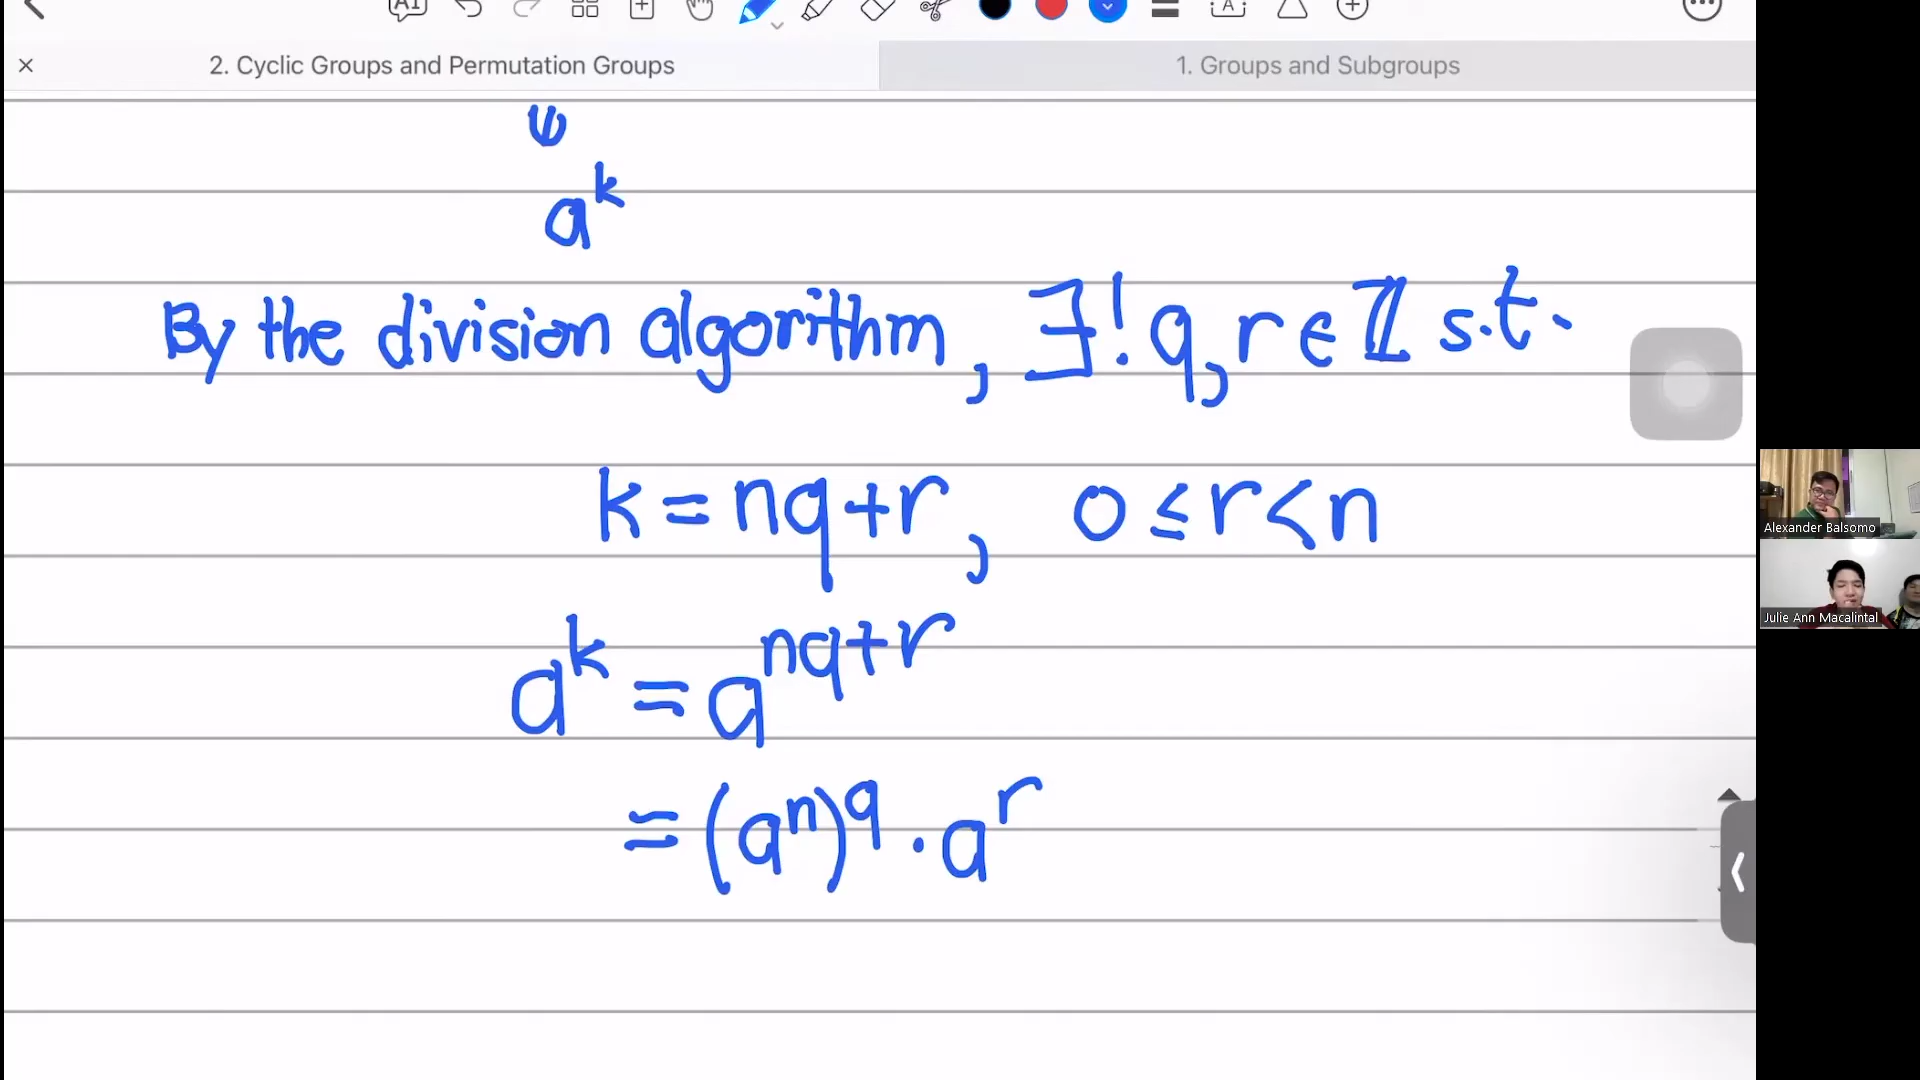 2. Cyclic Groups and Permutation Groups
1. Groups and Subgroups
ψ
a^k
By the division algorithm, ∃! q,r ∈ ℤ s.t.
k = nq+r, 0 ≤ r < n
a^k = a^{nq+r}
= (a^n)^q · a^r
Alexander Balsomo
Julie Ann Macalintal